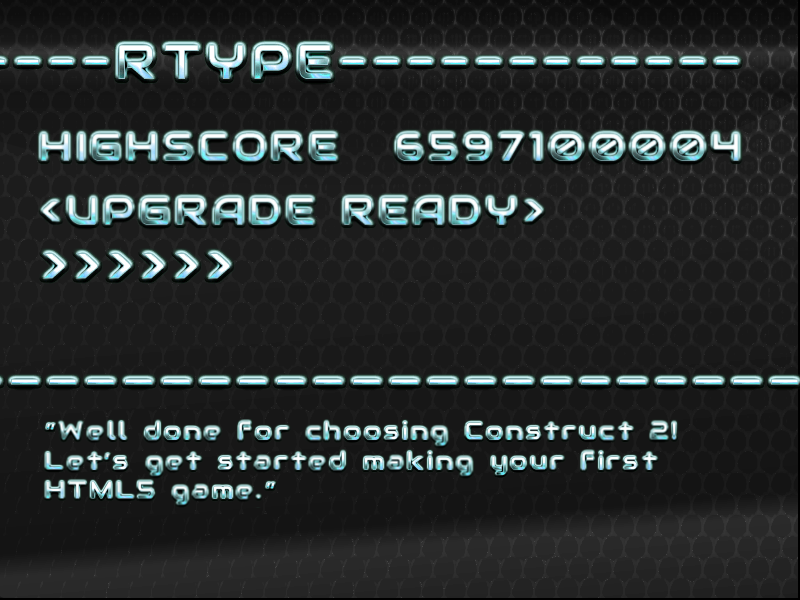 ----RTYPE-------------
HIGHSCORE 6597100004
<UPGRADE READY>
>>>>>>
----------------------
"Well done for choosing Construct 2!
Let's get started making your first
HTML5 game."